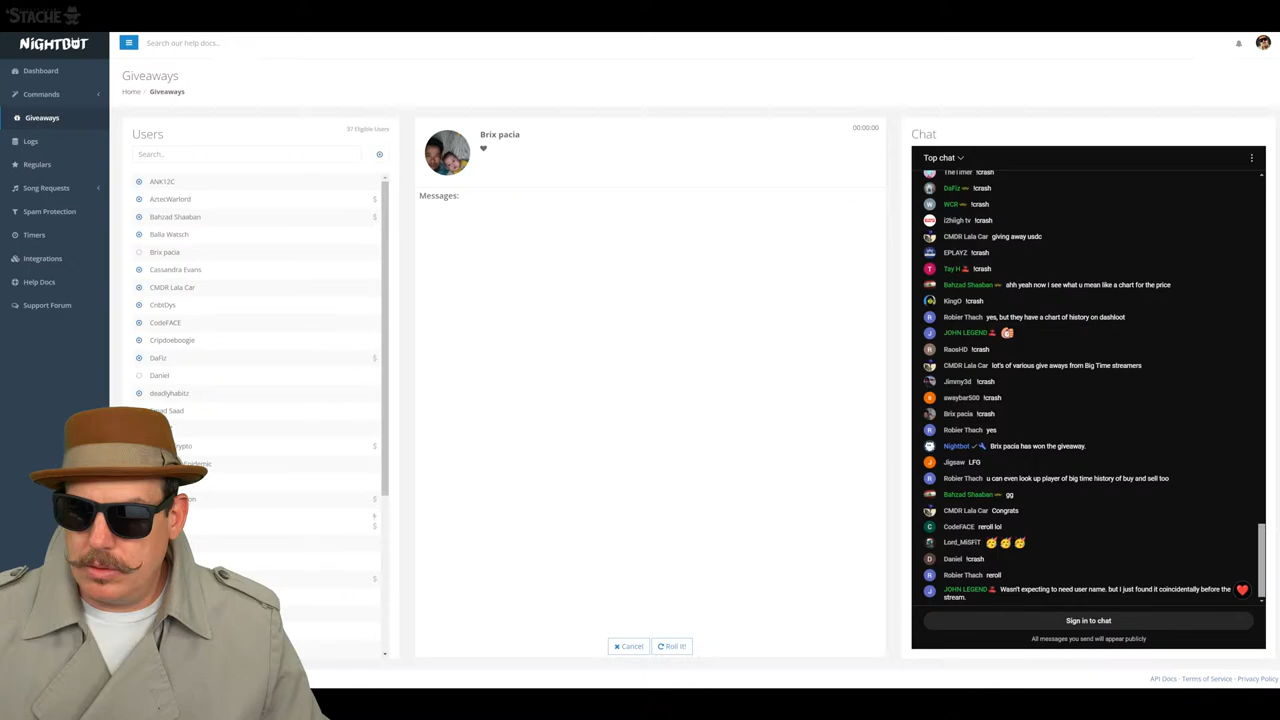 STACHE
NiGHTBOT
Search our help docs..
Dashboard
Commands
Giveaways
Logs
Regulars
Song Requests
Spam Protection
Timers
Integrations
Help Docs
Support Forum
Giveaways
Home / Giveaways
Users
37 Eligible Users
Search..
ANK12C
AztecWarlord $
Bahzad Shaaban $
Balla Watsch
Brix pacia
Cassandra Evans
CMDR Lala Car
CnbtDys
CodeFACE
Cripdoeboogie
DaFiz $
Daniel
deadlyhabitz
Saad
$
$
$
$
Brix pacia
00:00:00
Messages:
Cancel
Roll It!
Chat
Top chat
TheTimer !crash
DaFiz !crash
WCR !crash
i2hiigh tv !crash
CMDR Lala Car giving away usdc
EPLAYZ !crash
Tay H !crash
Bahzad Shaaban ahh yeah now I see what u mean like a chart for the price
KingO !crash
Robier Thach yes, but they have a chart of history on dashloot
JOHN LEGEND
RaosHD !crash
CMDR Lala Car lot's of various give aways from Big Time streamers
Jimmy3d !crash
swaybar500 !crash
Brix pacia !crash
Robier Thach yes
Nightbot Brix pacia has won the giveaway.
Jigsaw LFG
Robier Thach u can even look up player of big time history of buy and sell too
Bahzad Shaaban gg
CMDR Lala Car Congrats
CodeFACE reroll lol
Lord_MiSFiT
Daniel !crash
Robier Thach reroll
JOHN LEGEND Wasn't expecting to need user name. but I just found it coincidentally before the
stream.
Sign in to chat
All messages you send will appear publicly
API Docs - Terms of Service - Privacy Policy